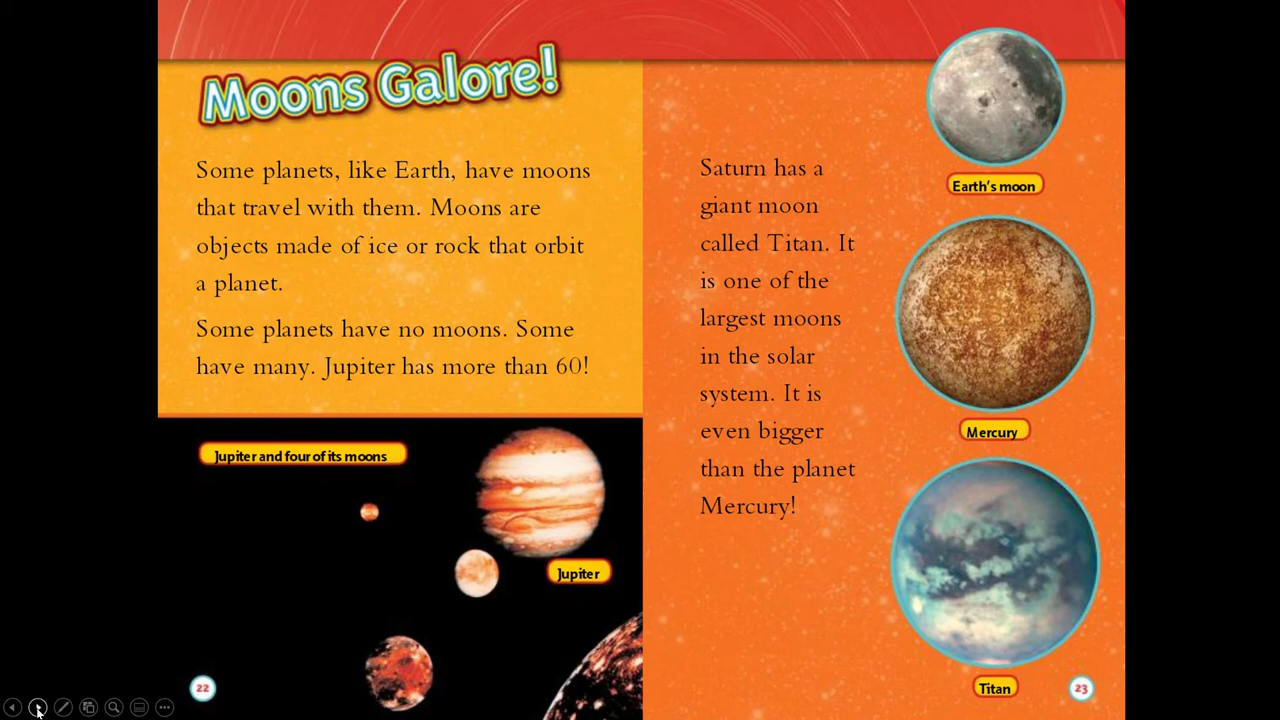 Moons Galore!
Some planets, like Earth, have moons
that travel with them. Moons are
objects made of ice or rock that orbit
a planet.
Some planets have no moons. Some
have many. Jupiter has more than 60!
Jupiter and four of its moons
Jupiter
22
Saturn has a
giant moon
called Titan. It
is one of the
largest moons
in the solar
system. It is
even bigger
than the planet
Mercury!
Earth's moon
Mercury
Titan
23